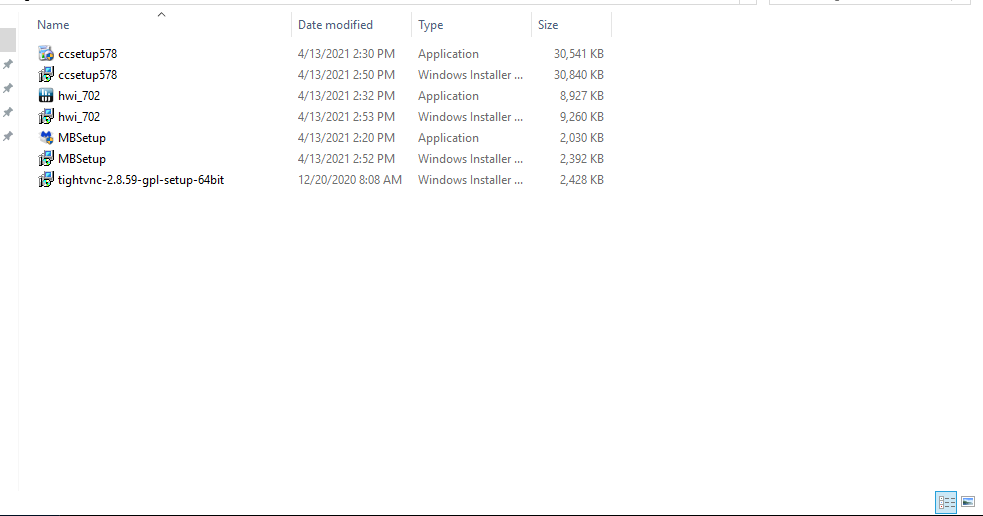 Name Date modified Type Size
ccsetup578 4/13/2021 2:30 PM Application 30,541 KB
ccsetup578 4/13/2021 2:50 PM Windows Installer ... 30,840 KB
hwi_702 4/13/2021 2:32 PM Application 8,927 KB
hwi_702 4/13/2021 2:53 PM Windows Installer ... 9,260 KB
MBSetup 4/13/2021 2:20 PM Application 2,030 KB
MBSetup 4/13/2021 2:52 PM Windows Installer ... 2,392 KB
tightvnc-2.8.59-gpl-setup-64bit 12/20/2020 8:08 AM Windows Installer ... 2,428 KB